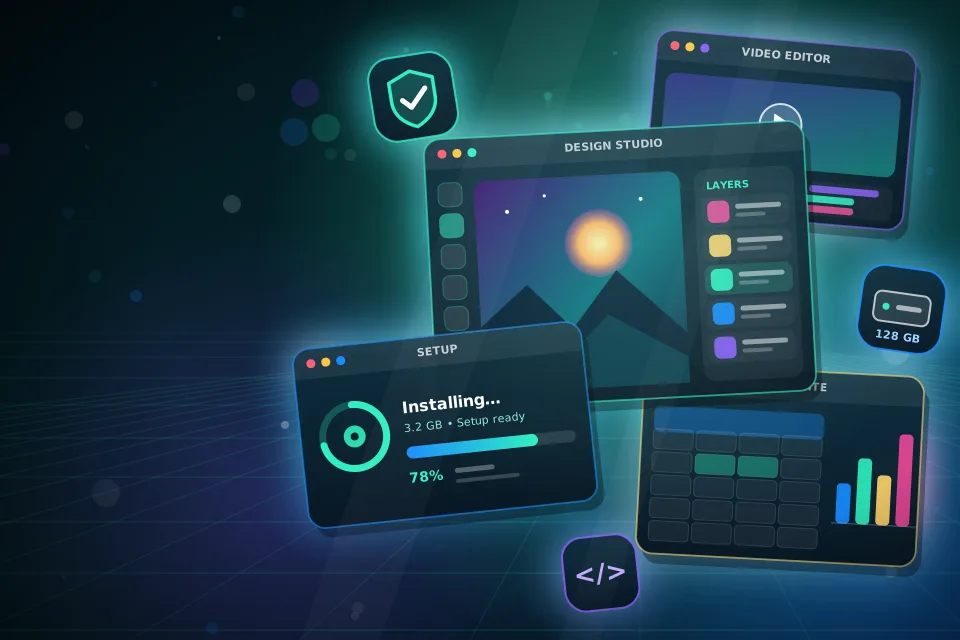 VIDEO EDITOR
DESIGN STUDIO
LAYERS
128 GB
SETUP
Installing...
3.2 GB • Setup ready
78%
</>